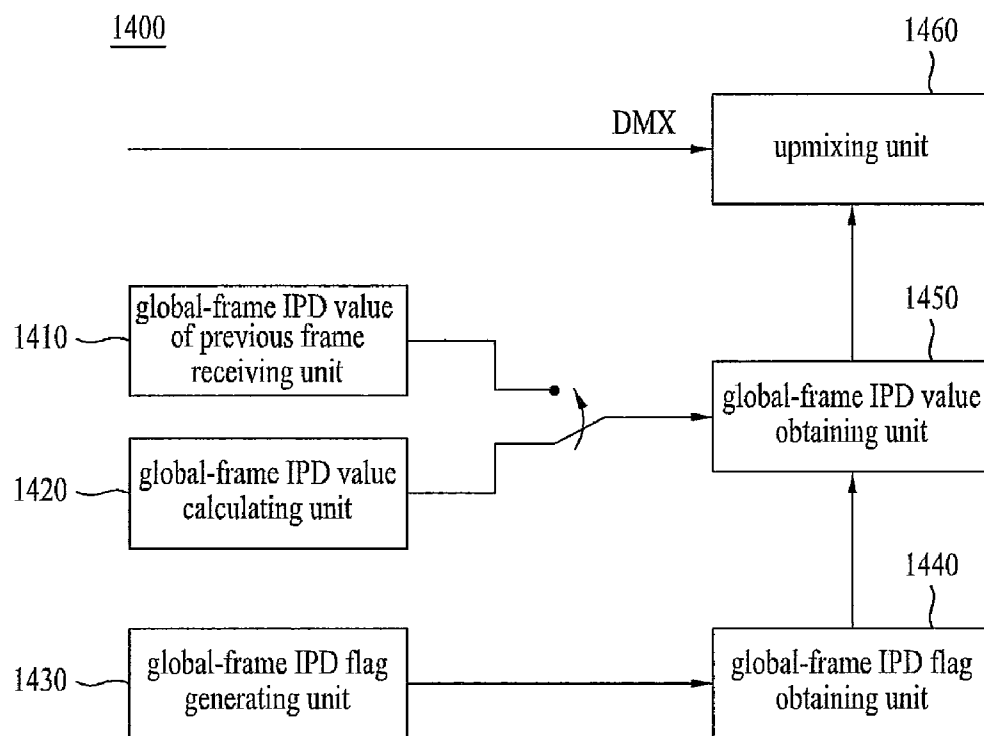 1400
1460
DMX
upmixing unit
1410
global-frame IPD value
of previous frame
receiving unit
1450
global-frame IPD value
obtaining unit
1420
global-frame IPD value
calculating unit
1440
1430
global-frame IPD flag
generating unit
global-frame IPD flag
obtaining unit